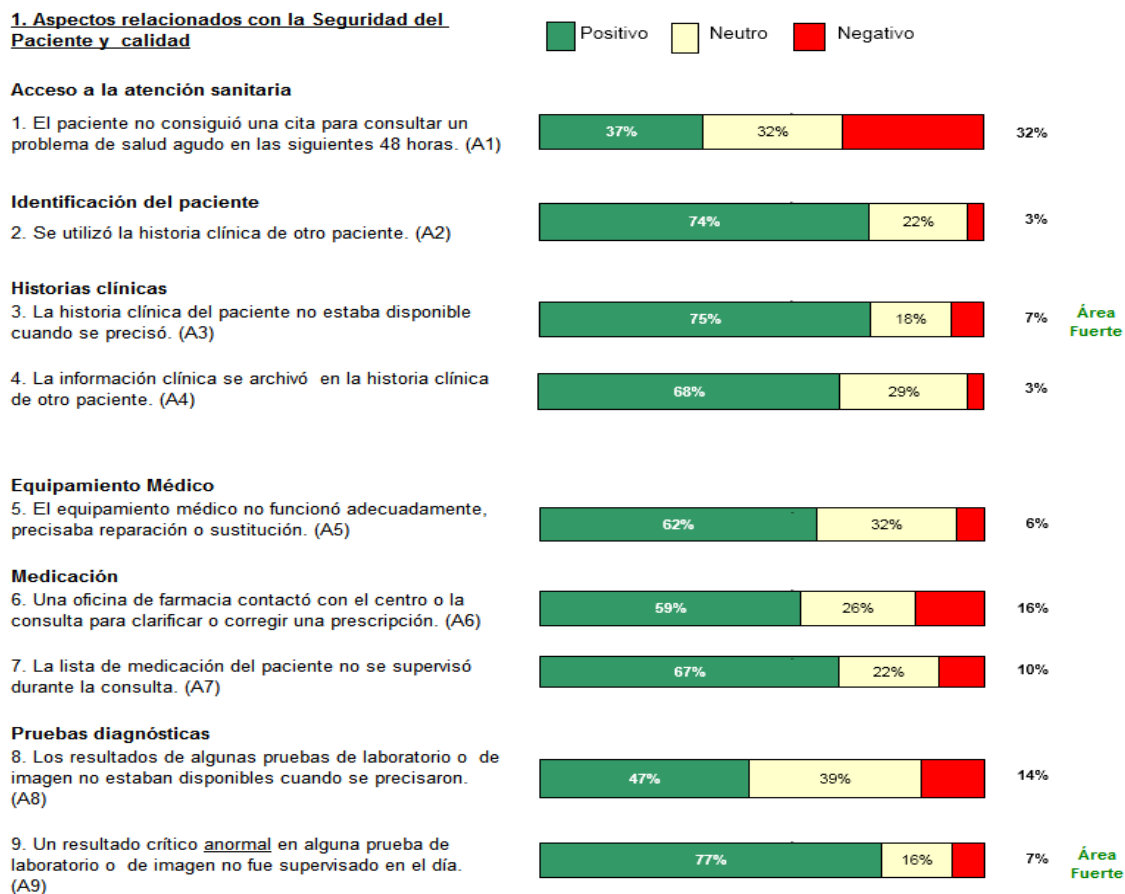 1. Aspectos relacionados con la Seguridad del
Paciente y calidad
Positivo Neutro Negativo
Acceso a la atención sanitaria
1. El paciente no consiguió una cita para consultar un
problema de salud agudo en las siguientes 48 horas. (A1)
37% 32% 32%
Identificación del paciente
2. Se utilizó la historia clínica de otro paciente. (A2)
74% 22% 3%
Historias clínicas
3. La historia clínica del paciente no estaba disponible
cuando se precisó. (A3)
75% 18% 7% Área
Fuerte
4. La información clínica se archivó en la historia clínica
de otro paciente. (A4)
68% 29% 3%
Equipamiento Médico
5. El equipamiento médico no funcionó adecuadamente,
precisaba reparación o sustitución. (A5)
62% 32% 6%
Medicación
6. Una oficina de farmacia contactó con el centro o la
consulta para clarificar o corregir una prescripción. (A6)
59% 26% 16%
7. La lista de medicación del paciente no se supervisó
durante la consulta. (A7)
67% 22% 10%
Pruebas diagnósticas
8. Los resultados de algunas pruebas de laboratorio o de
imagen no estaban disponibles cuando se precisaron.
(A8)
47% 39% 14%
9. Un resultado crítico anormal en alguna prueba de
laboratorio o de imagen no fue supervisado en el día.
(A9)
77% 16% 7% Área
Fuerte